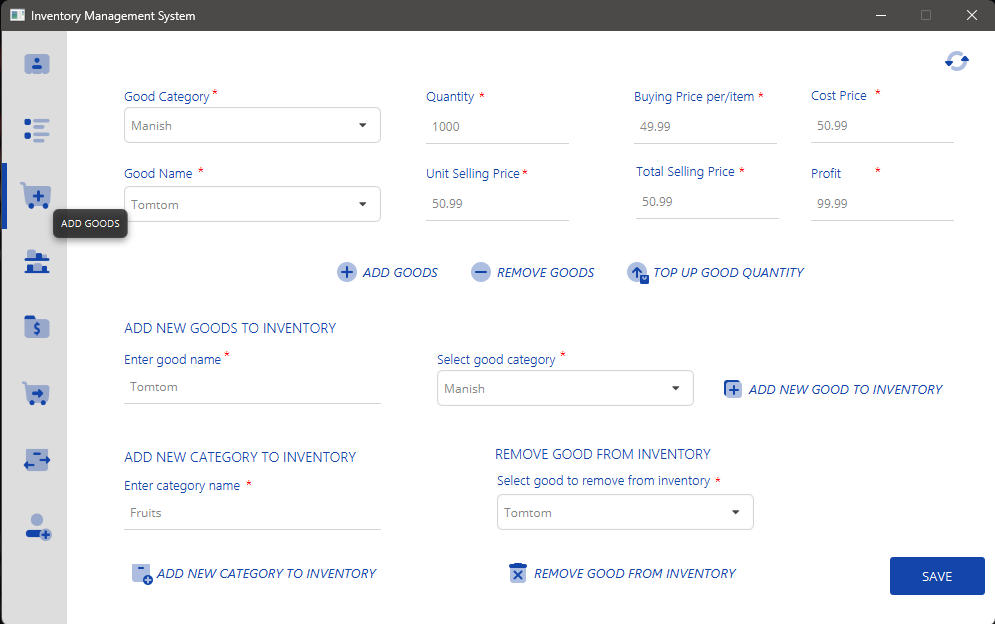 Inventory Management System
Good Category *
Quantity *
Buying Price per/item *
Cost Price *
Manish
1000
49.99
50.99
Good Name *
Unit Selling Price *
Total Selling Price *
Profit *
Tomtom
50.99
50.99
99.99
ADD GOODS
ADD GOODS
REMOVE GOODS
TOP UP GOOD QUANTITY
ADD NEW GOODS TO INVENTORY
Enter good name *
Select good category *
Tomtom
Manish
ADD NEW GOOD TO INVENTORY
ADD NEW CATEGORY TO INVENTORY
Enter category name *
Fruits
ADD NEW CATEGORY TO INVENTORY
REMOVE GOOD FROM INVENTORY
Select good to remove from inventory *
Tomtom
REMOVE GOOD FROM INVENTORY
SAVE